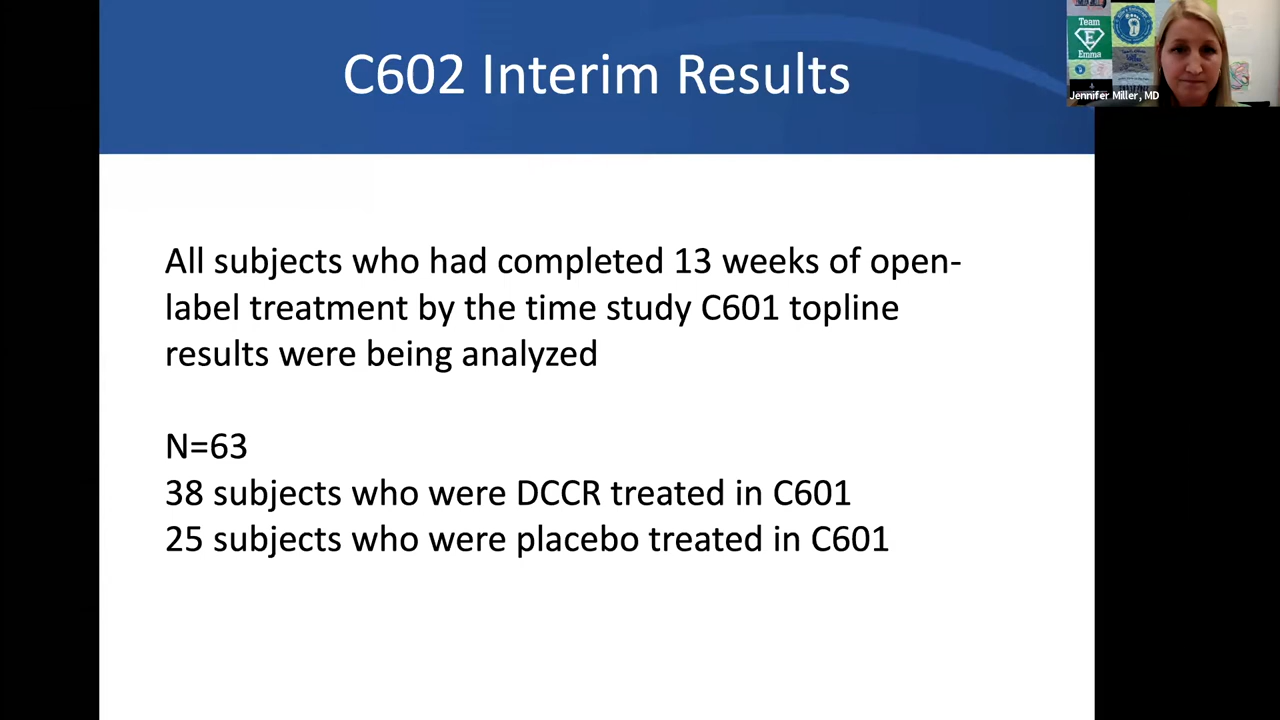 C602 Interim Results
Team
E
Emma
Jennifer Miller, MD
All subjects who had completed 13 weeks of open-
label treatment by the time study C601 topline
results were being analyzed
N=63
38 subjects who were DCCR treated in C601
25 subjects who were placebo treated in C601